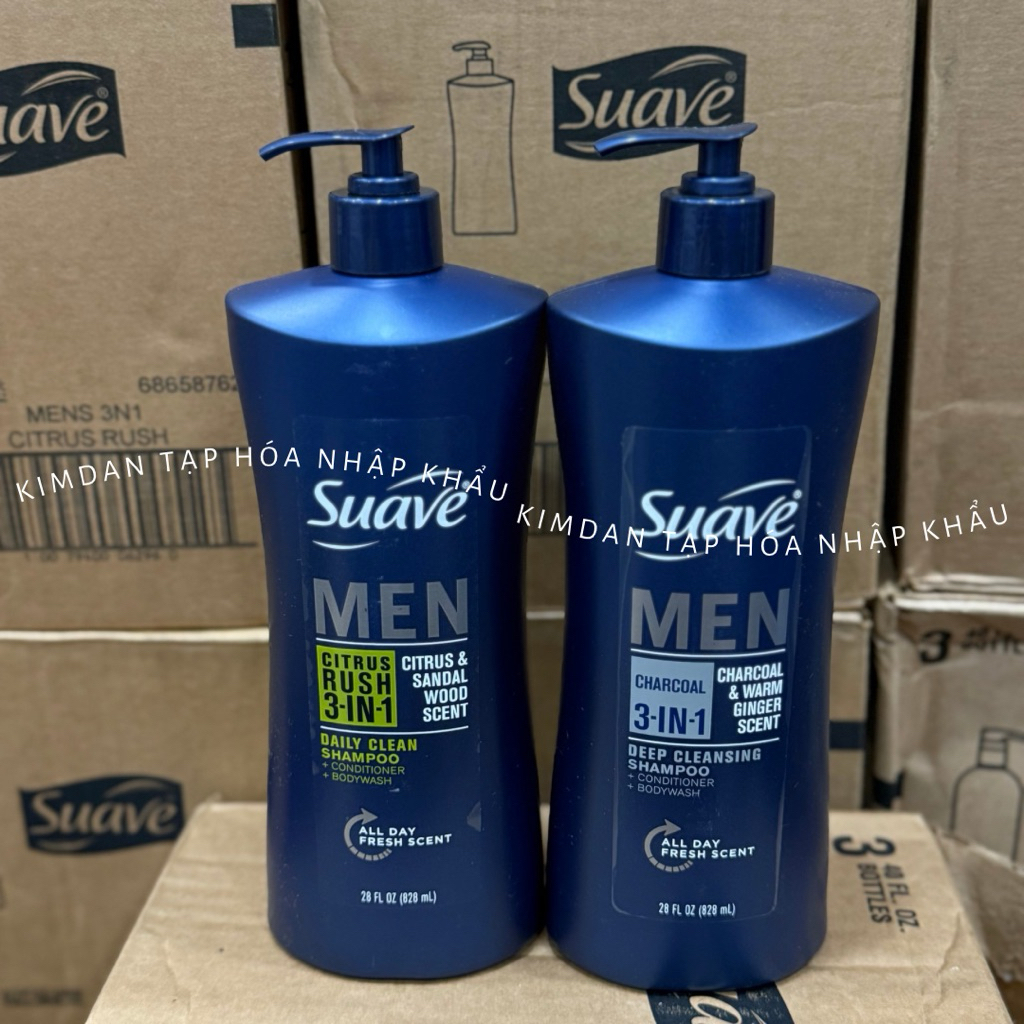 Suave
68658762
MENS 3N1
CITRUS RUSH
KIMDAN TẠP HÓA NHẬP KHẨU
KIMDAN TẠP HÓA NHẬP KHẨU
Suave®
MEN
CITRUS
RUSH
3-IN-1
CITRUS &
SANDAL
WOOD
SCENT
DAILY CLEAN
SHAMPOO
+ CONDITIONER
+ BODYWASH
ALL DAY
FRESH SCENT
28 FL OZ (828 mL)
Suave®
MEN
CHARCOAL
3-IN-1
CHARCOAL
& WARM
GINGER
SCENT
DEEP CLEANSING
SHAMPOO
+ CONDITIONER
+ BODYWASH
ALL DAY
FRESH SCENT
28 FL OZ (828 mL)
Suave
3
3
40 FL. OZ.
BOTTLES